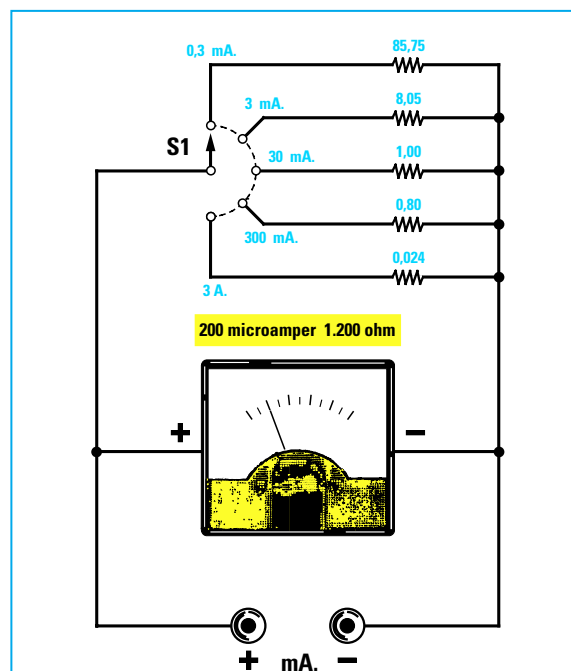 0,3 mA.
85,75
3 mA.
8,05
S1
30 mA.
1,00
0,80
300 mA.
0,024
3 A.
200 microamper 1.200 ohm
+ −
+ mA. −